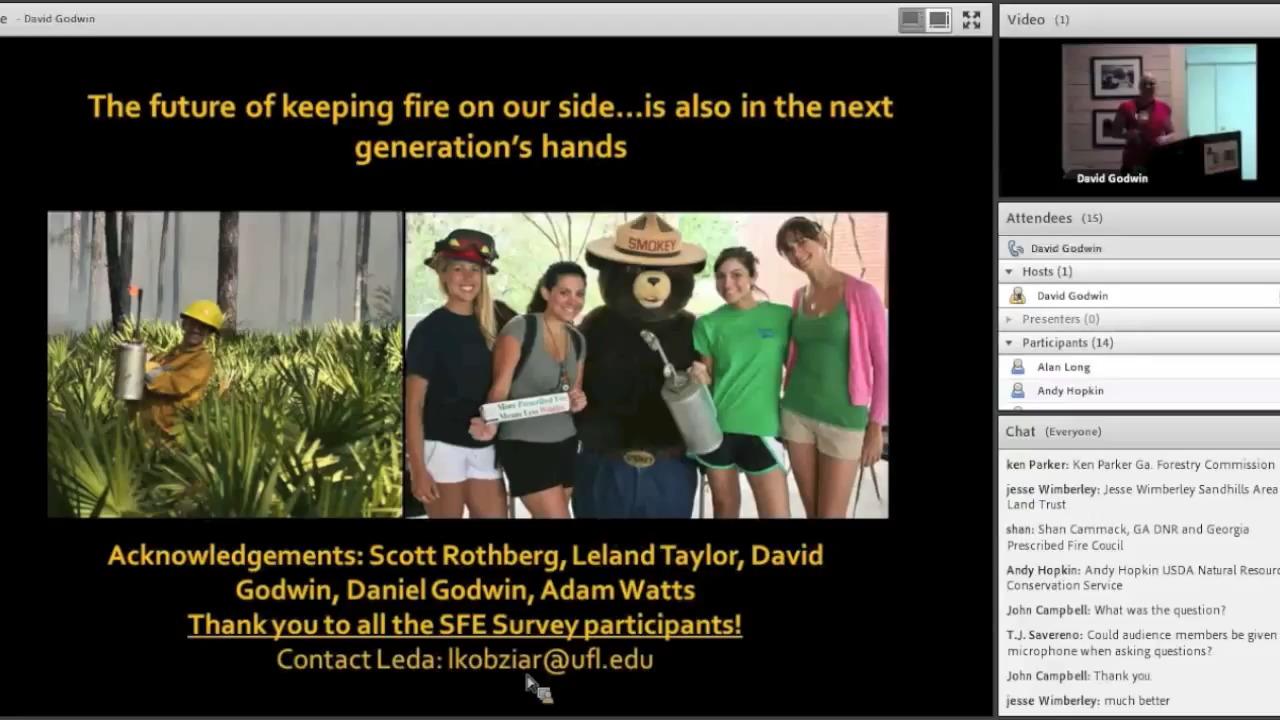 e - David Godwin
The future of keeping fire on our side...is also in the next
generation's hands
SMOKEY
More Prescribed
Means Less
Acknowledgements: Scott Rothberg, Leland Taylor, David
Godwin, Daniel Godwin, Adam Watts
Thank you to all the SFE Survey participants!
Contact Leda: lkobziar@ufl.edu
Video (1)
David Godwin
Attendees (15)
David Godwin
Hosts (1)
David Godwin
Presenters (0)
Participants (14)
Alan Long
Andy Hopkin
Chat (Everyone)
ken Parker: Ken Parker Ga. Forestry Commission
jesse Wimberley: Jesse Wimberley Sandhills Area
Land Trust
shan: Shan Cammack, GA DNR and Georgia
Prescribed Fire Coucil
Andy Hopkin: Andy Hopkin USDA Natural Resour
Conservation Service
John Campbell: What was the question?
T.J. Savereno: Could audience members be given
microphone when asking questions?
John Campbell: Thank you.
jesse Wimberley: much better